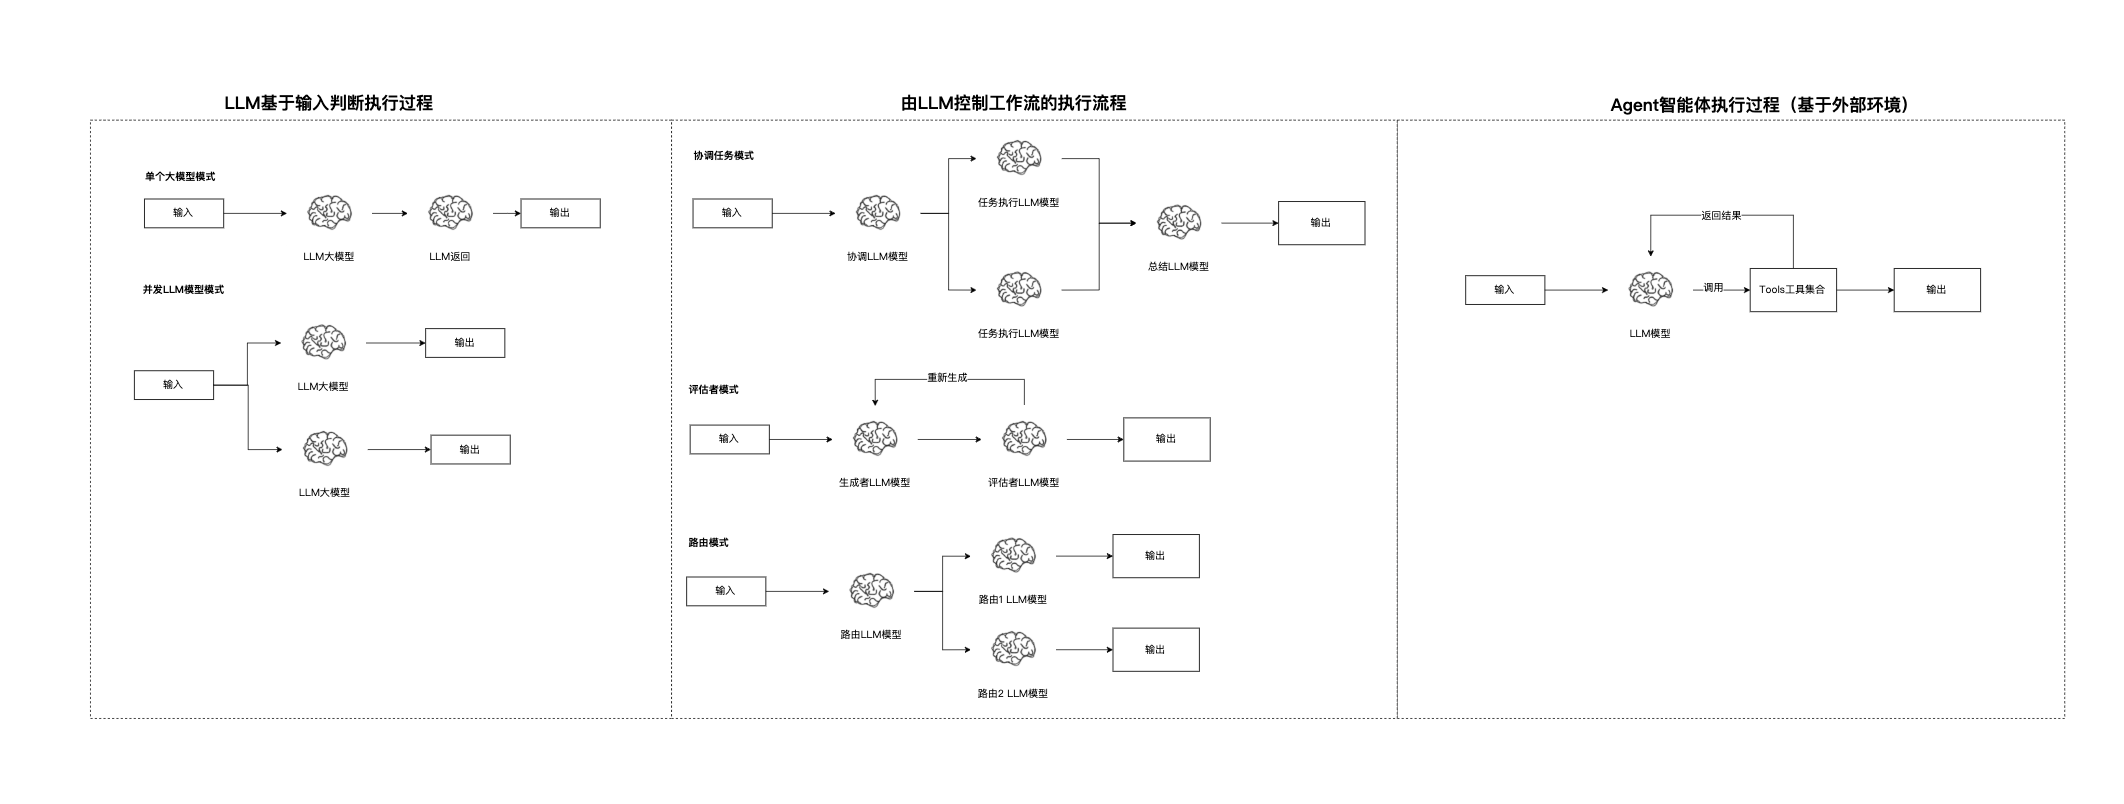 LLM基于输入判断执行过程
单个大模型模式
输入
LLM大模型
LLM返回
输出
并发LLM模型模式
输入
LLM大模型
输出
LLM大模型
输出
由LLM控制工作流的执行流程
协调任务模式
输入
协调LLM模型
任务执行LLM模型
任务执行LLM模型
总结LLM模型
输出
评估者模式
重新生成
输入
生成者LLM模型
评估者LLM模型
输出
路由模式
输入
路由LLM模型
路由1 LLM模型
输出
路由2 LLM模型
输出
Agent智能体执行过程（基于外部环境）
返回结果
输入
LLM模型
调用
Tools工具集合
输出